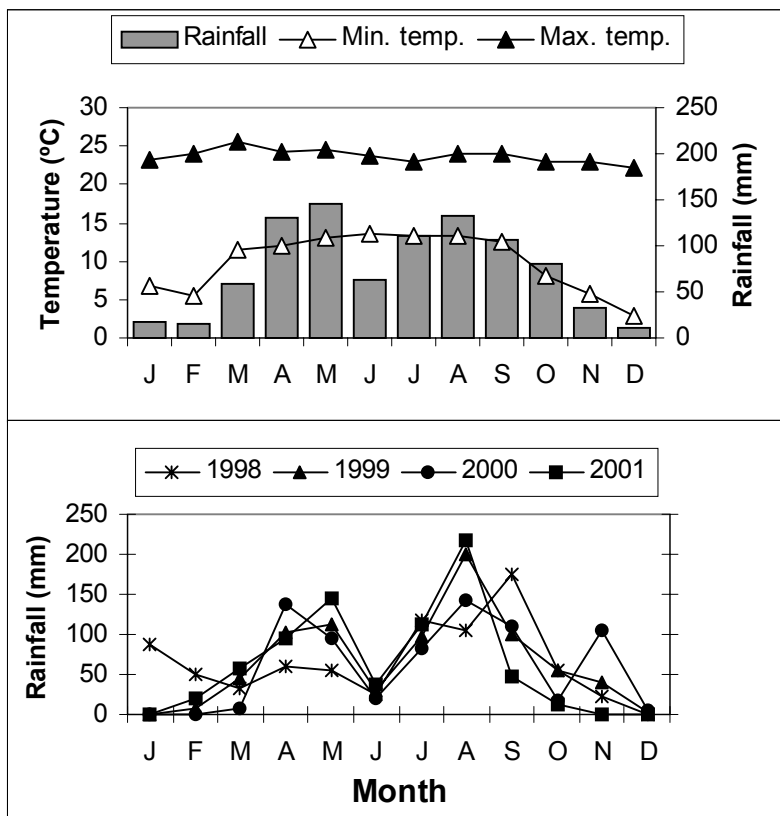 Rainfall Min. temp. Max. temp.
Temperature (ºC)
30
25
20
15
10
5
0
250
200
150
100
50
0
Rainfall (mm)
J F M A M J J A S O N D
1998 1999 2000 2001
Rainfall (mm)
250
200
150
100
50
0
J F M A M J J A S O N D
Month